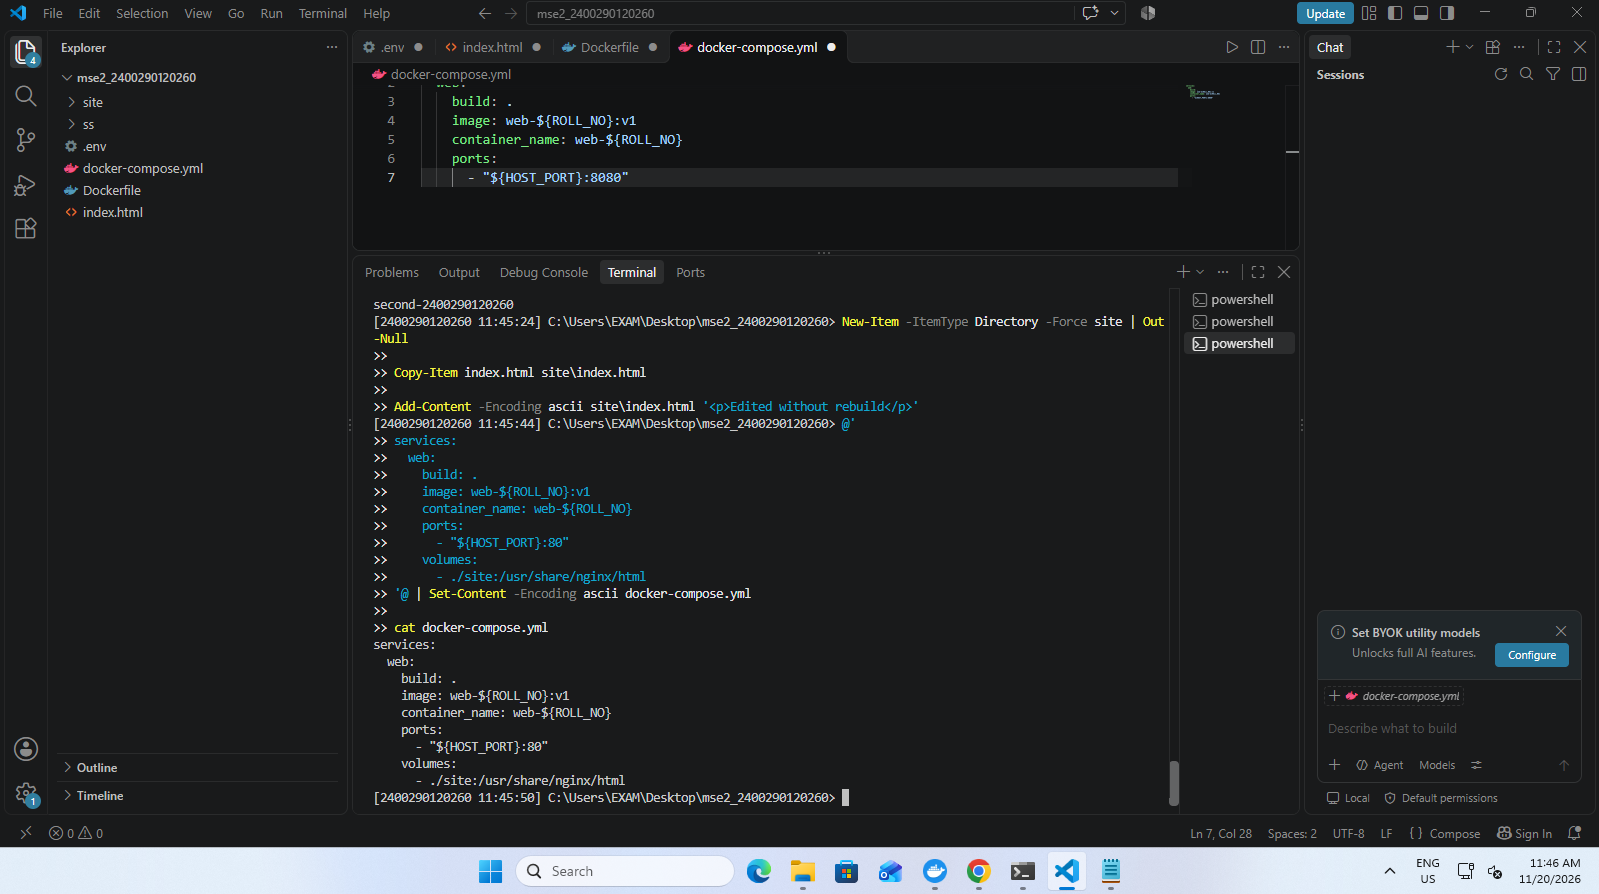 File Edit Selection View Go Run Terminal Help
mse2_2400290120260
Update
Explorer
4
mse2_2400290120260
site
ss
.env
docker-compose.yml
Dockerfile
index.html
Outline
Timeline
1
.env
index.html
Dockerfile
docker-compose.yml
docker-compose.yml
3 build: .
4 image: web-${ROLL_NO}:v1
5 container_name: web-${ROLL_NO}
6 ports:
7 - "${HOST_PORT}:8080"
Problems Output Debug Console Terminal Ports
second-2400290120260
[2400290120260 11:45:24] C:\Users\EXAM\Desktop\mse2_2400290120260> New-Item -ItemType Directory -Force site | Out
-Null
>>
>> Copy-Item index.html site\index.html
>>
>> Add-Content -Encoding ascii site\index.html '<p>Edited without rebuild</p>'
[2400290120260 11:45:44] C:\Users\EXAM\Desktop\mse2_2400290120260> @'
>> services:
>>   web:
>>     build: .
>>     image: web-${ROLL_NO}:v1
>>     container_name: web-${ROLL_NO}
>>     ports:
>>       - "${HOST_PORT}:80"
>>     volumes:
>>       - ./site:/usr/share/nginx/html
>> '@ | Set-Content -Encoding ascii docker-compose.yml
>>
>> cat docker-compose.yml
services:
  web:
    build: .
    image: web-${ROLL_NO}:v1
    container_name: web-${ROLL_NO}
    ports:
      - "${HOST_PORT}:80"
    volumes:
      - ./site:/usr/share/nginx/html
[2400290120260 11:45:50] C:\Users\EXAM\Desktop\mse2_2400290120260>
powershell
powershell
powershell
Chat
Sessions
Set BYOK utility models
Unlocks full AI features.
Configure
docker-compose.yml
Describe what to build
Agent Models
Local Default permissions
0 0
Ln 7, Col 28 Spaces: 2 UTF-8 LF { } Compose Sign In
Search
ENG
US
11:46 AM
11/20/2026